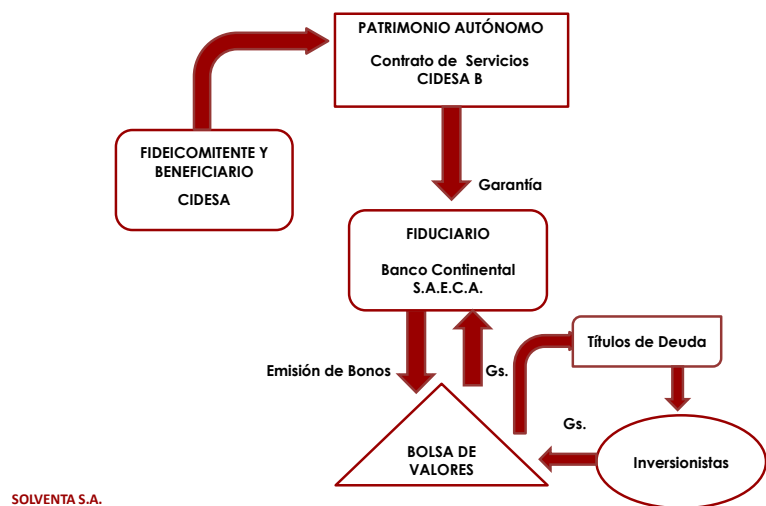 PATRIMONIO AUTÓNOMO
Contrato de Servicios
CIDESA B
FIDEICOMITENTE Y
BENEFICIARIO
CIDESA
Garantía
FIDUCIARIO
Banco Continental
S.A.E.C.A.
Emisión de Bonos
Gs.
Títulos de Deuda
Gs.
BOLSA DE
VALORES
Inversionistas
SOLVENTA S.A.